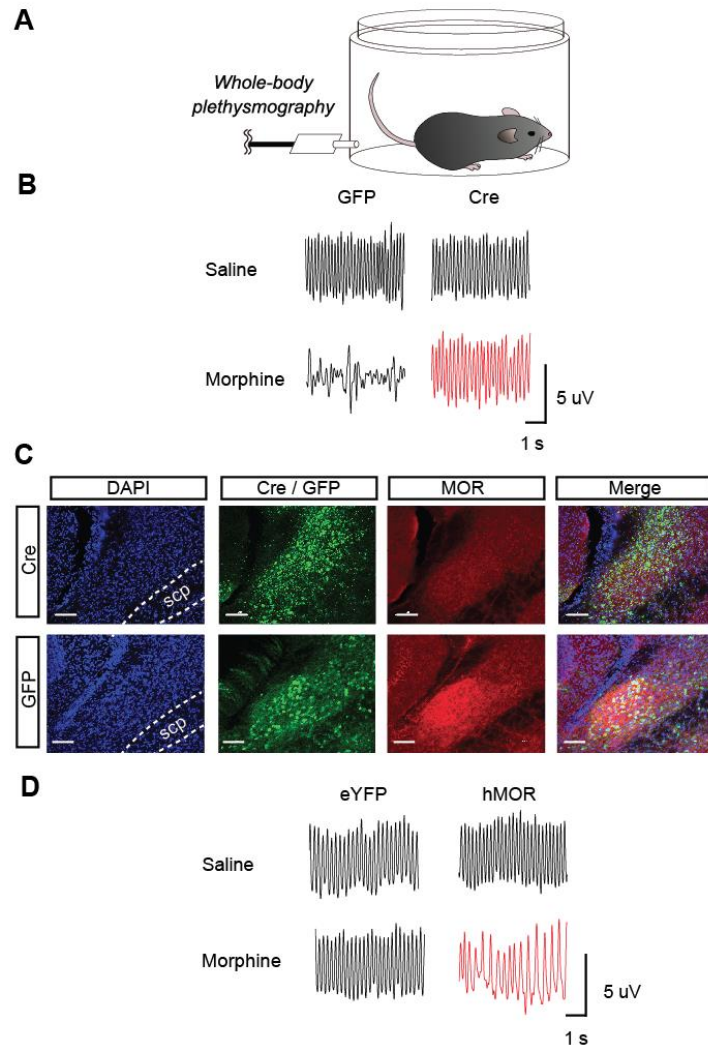 A
Whole-body
plethysmography
B
GFP Cre
Saline
Morphine
5 uV
1 s
C
DAPI Cre / GFP MOR Merge
Cre
scp
GFP
scp
D
eYFP hMOR
Saline
Morphine
5 uV
1 s